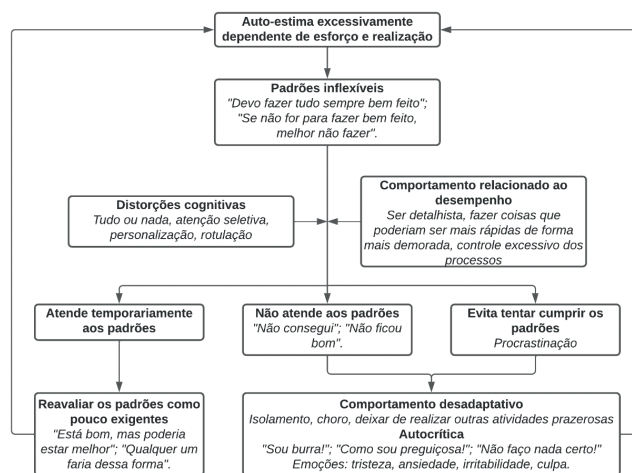 Auto-estima excessivamente
dependente de esforço e realização
Padrões inflexíveis
"Devo fazer tudo sempre bem feito";
"Se não for para fazer bem feito,
melhor não fazer".
Distorções cognitivas
Tudo ou nada, atenção seletiva,
personalização, rotulação
Comportamento relacionado ao
desempenho
Ser detalhista, fazer coisas que
poderiam ser mais rápidas de forma
mais demorada, controle excessivo dos
processos
Atende temporariamente
aos padrões
Não atende aos padrões
"Não consegui"; "Não ficou
bom".
Evita tentar cumprir os
padrões
Procrastinação
Reavaliar os padrões como
pouco exigentes
"Está bom, mas poderia
estar melhor"; "Qualquer um
faria dessa forma".
Comportamento desadaptativo
Isolamento, choro, deixar de realizar outras atividades prazerosas
Autocrítica
"Sou burra!"; "Como sou preguiçosa!"; "Não faço nada certo!"
Emoções: tristeza, ansiedade, irritabilidade, culpa.